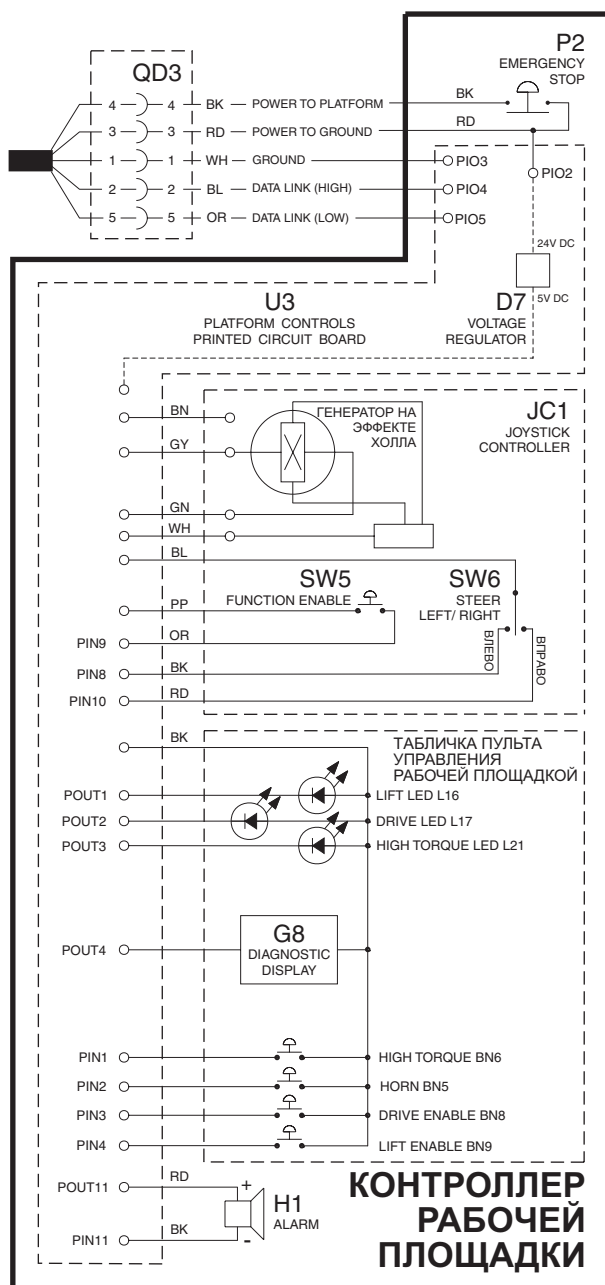 P2
EMERGENCY
STOP
QD3
4 4 BK POWER TO PLATFORM BK
3 3 RD POWER TO GROUND RD
1 1 WH GROUND PIO3
2 2 BL DATA LINK (HIGH) PIO4
5 5 OR DATA LINK (LOW) PIO5
PIO2
24V DC
5V DC
U3
PLATFORM CONTROLS
PRINTED CIRCUIT BOARD
D7
VOLTAGE
REGULATOR
JC1
JOYSTICK
CONTROLLER
ГЕНЕРАТОР НА
ЭФФЕКТЕ
ХОЛЛА
BN
GY
GN
WH
BL
SW5
FUNCTION ENABLE
SW6
STEER
LEFT/ RIGHT
ВЛЕВО
ВПРАВО
PP
PIN9 OR
PIN8 BK
PIN10 RD
BK
ТАБЛИЧКА ПУЛЬТА
УПРАВЛЕНИЯ
РАБОЧЕЙ ПЛОЩАДКОЙ
POUT1 LIFT LED L16
POUT2 DRIVE LED L17
POUT3 HIGH TORQUE LED L21
POUT4
G8
DIAGNOSTIC
DISPLAY
PIN1 HIGH TORQUE BN6
PIN2 HORN BN5
PIN3 DRIVE ENABLE BN8
PIN4 LIFT ENABLE BN9
POUT11 RD +
H1
ALARM
PIN11 BK -
КОНТРОЛЛЕР
РАБОЧЕЙ
ПЛОЩАДКИ